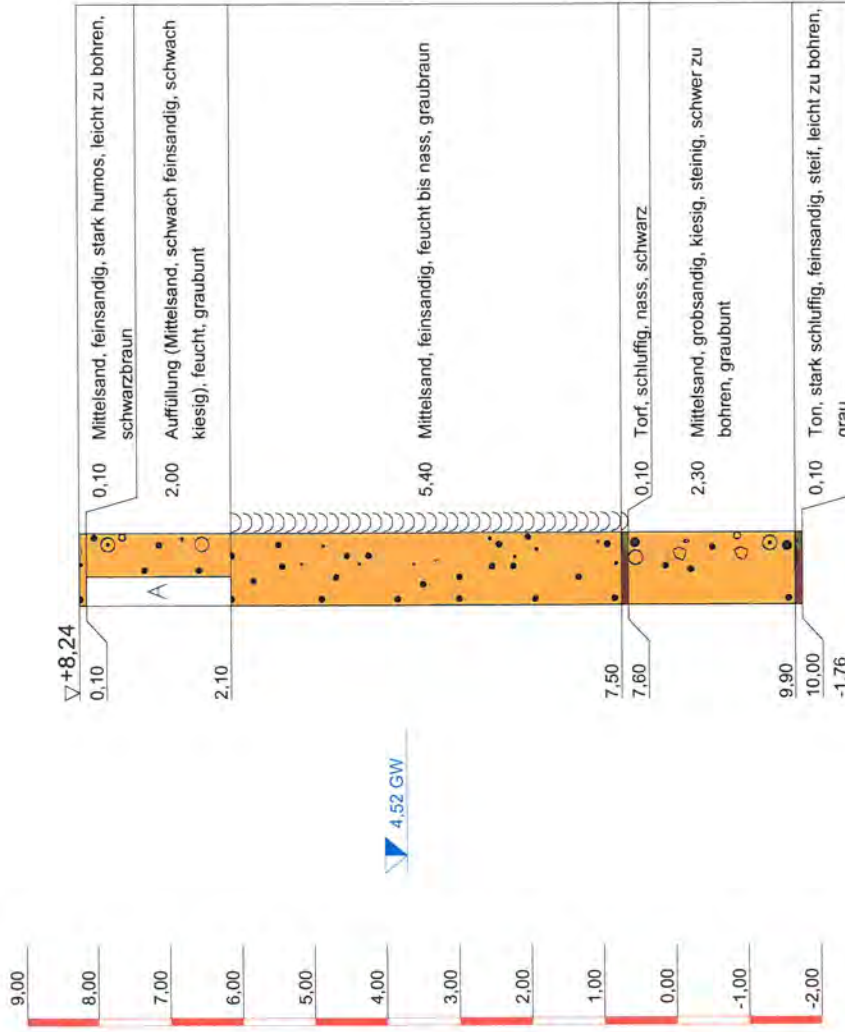 9,00
8,00
7,00
6,00
5,00
4,00
3,00
2,00
1,00
0,00
-1,00
-2,00
4,52 GW
+8,24
0,10
2,10
7,50
7,60
9,90
10,00
-1,76
A
0,10 Mittelsand, feinsandig, stark humos, leicht zu bohren,
schwarzbraun
2,00 Auffüllung (Mittelsand, schwach feinsandig, schwach
kiesig), feucht, graubunt
5,40 Mittelsand, feinsandig, feucht bis nass, graubraun
0,10 Torf, schluffig, nass, schwarz
2,30 Mittelsand, grobsandig, kiesig, steinig, schwer zu
bohren, graubunt
0,10 Ton, stark schluffig, feinsandig, steif, leicht zu bohren,
grau